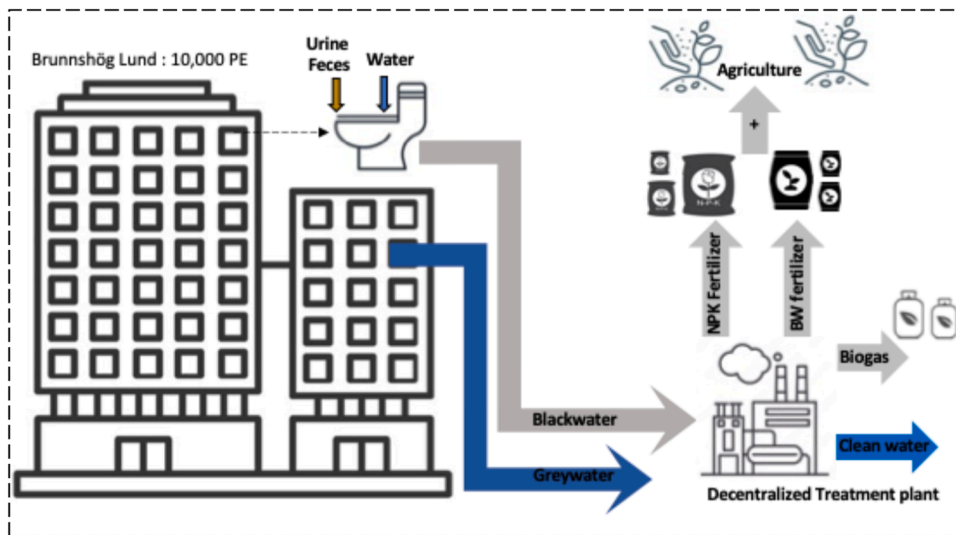 Brunnshög Lund : 10,000 PE
Urine
Feces
Water
Agriculture
+
N-P-K
NPK Fertilizer
BW fertilizer
Biogas
Blackwater
Clean water
Greywater
Decentralized Treatment plant